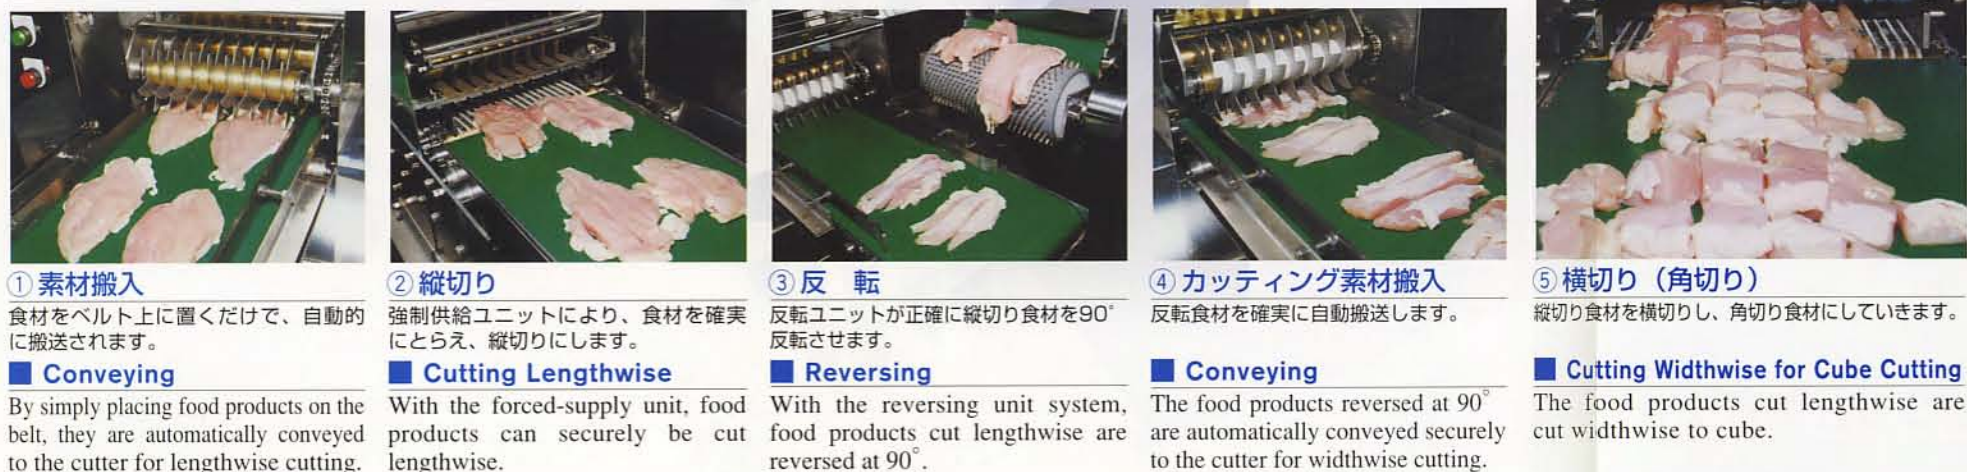 ① 素材搬入
食材をベルト上に置くだけで、自動的
に搬送されます。
■ Conveying
By simply placing food products on the
belt, they are automatically conveyed
to the cutter for lengthwise cutting.
② 縦切り
強制供給ユニットにより、食材を確実
にとらえ、縦切りにします。
■ Cutting Lengthwise
With the forced-supply unit, food
products can securely be cut
lengthwise.
③ 反 転
反転ユニットが正確に縦切り食材を90°
反転させます。
■ Reversing
With the reversing unit system,
food products cut lengthwise are
reversed at 90°.
④ カッティング素材搬入
反転食材を確実に自動搬送します。
■ Conveying
The food products reversed at 90°
are automatically conveyed securely
to the cutter for widthwise cutting.
⑤ 横切り（角切り）
縦切り食材を横切りし、角切り食材にしていきます。
■ Cutting Widthwise for Cube Cutting
The food products cut lengthwise are
cut widthwise to cube.